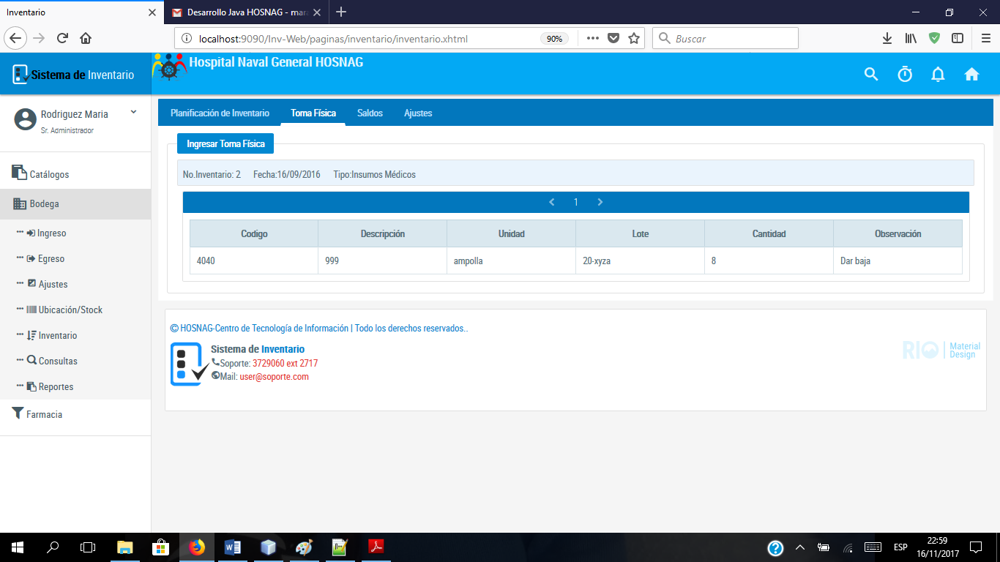 Inventario
Desarrollo Java HOSNAG - mar
localhost:9090/Inv-Web/paginas/inventario/inventario.xhtml
90%
Buscar
Sistema de Inventario
Hospital Naval General HOSNAG
Rodriguez Maria
Sr. Administrador
Catálogos
Bodega
Ingreso
Egreso
Ajustes
Ubicación/Stock
Inventario
Consultas
Reportes
Farmacia
Planificación de Inventario Toma Física Saldos Ajustes
Ingresar Toma Física
No.Inventario: 2 Fecha:16/09/2016 Tipo:Insumos Médicos
1
Codigo Descripción Unidad Lote Cantidad Observación
4040 999 ampolla 20-xyza 8 Dar baja
© HOSNAG-Centro de Tecnología de Información | Todo los derechos reservados..
Sistema de Inventario
Soporte: 3729060 ext 2717
Mail: user@soporte.com
RIO | Material
Design
ESP
22:59
16/11/2017